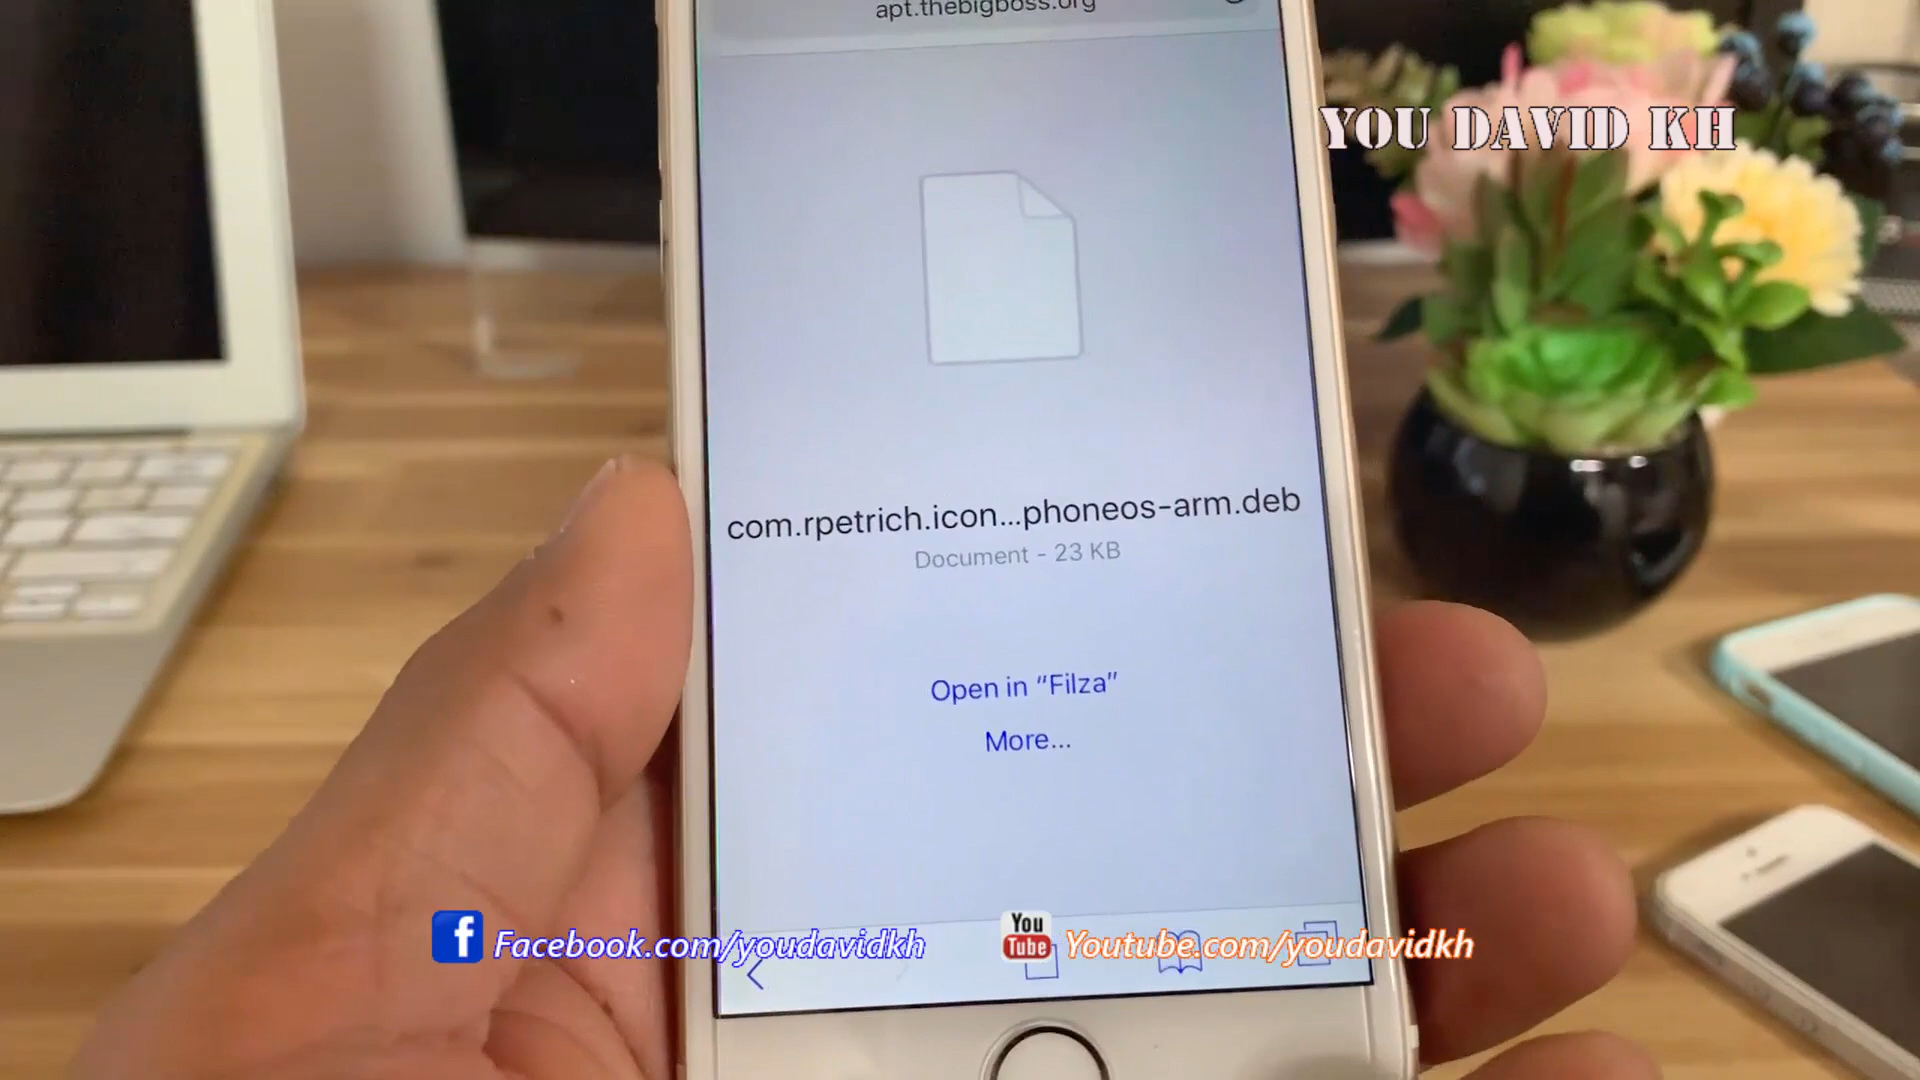 apt.thebigboss.org
YOU DAVID KH
com.rpetrich.icon...phoneos-arm.deb
Document - 23 KB
Open in “Filza”
More...
f Facebook.com/youdavidkh
You Tube Youtube.com/youdavidkh